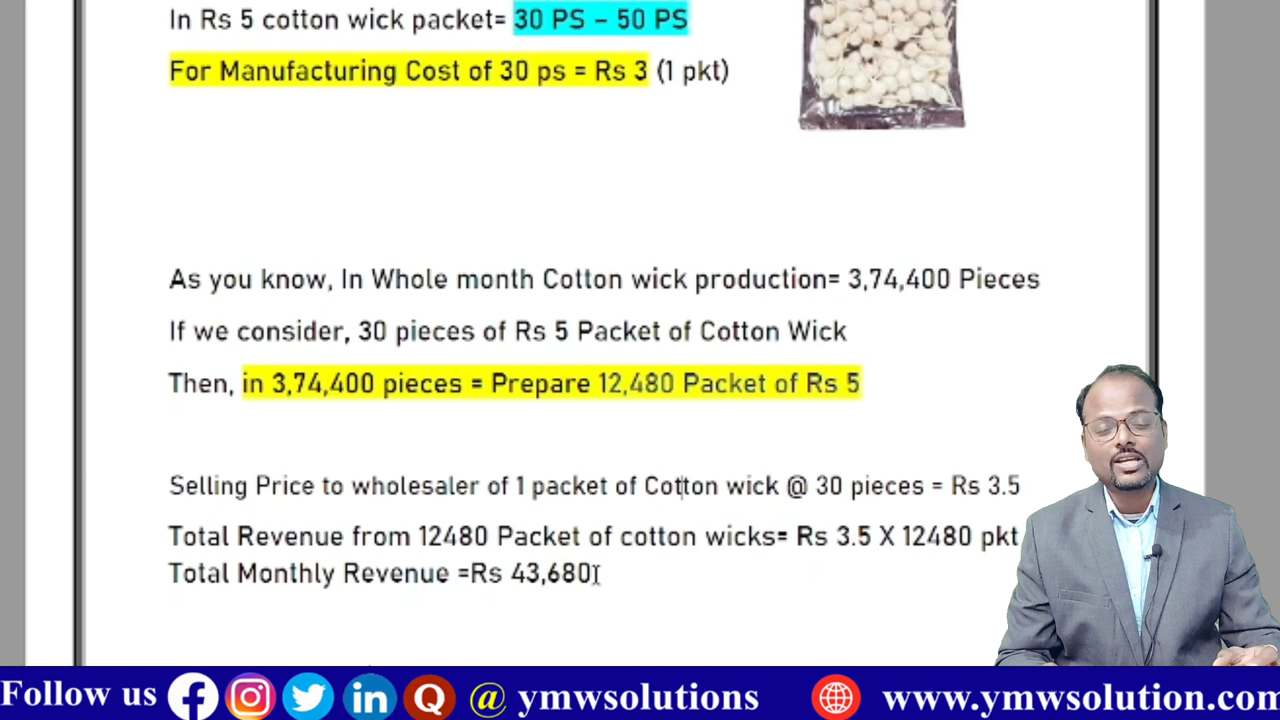 In Rs 5 cotton wick packet= 30 PS – 50 PS
For Manufacturing Cost of 30 ps = Rs 3 (1 pkt)
As you know, In Whole month Cotton wick production= 3,74,400 Pieces
If we consider, 30 pieces of Rs 5 Packet of Cotton Wick
Then, in 3,74,400 pieces = Prepare 12,480 Packet of Rs 5
Selling Price to wholesaler of 1 packet of Cotton wick @ 30 pieces = Rs 3.5
Total Revenue from 12480 Packet of cotton wicks= Rs 3.5 X 12480 pkt
Total Monthly Revenue =Rs 43,680
Follow us @ ymwsolutions www.ymwsolution.com